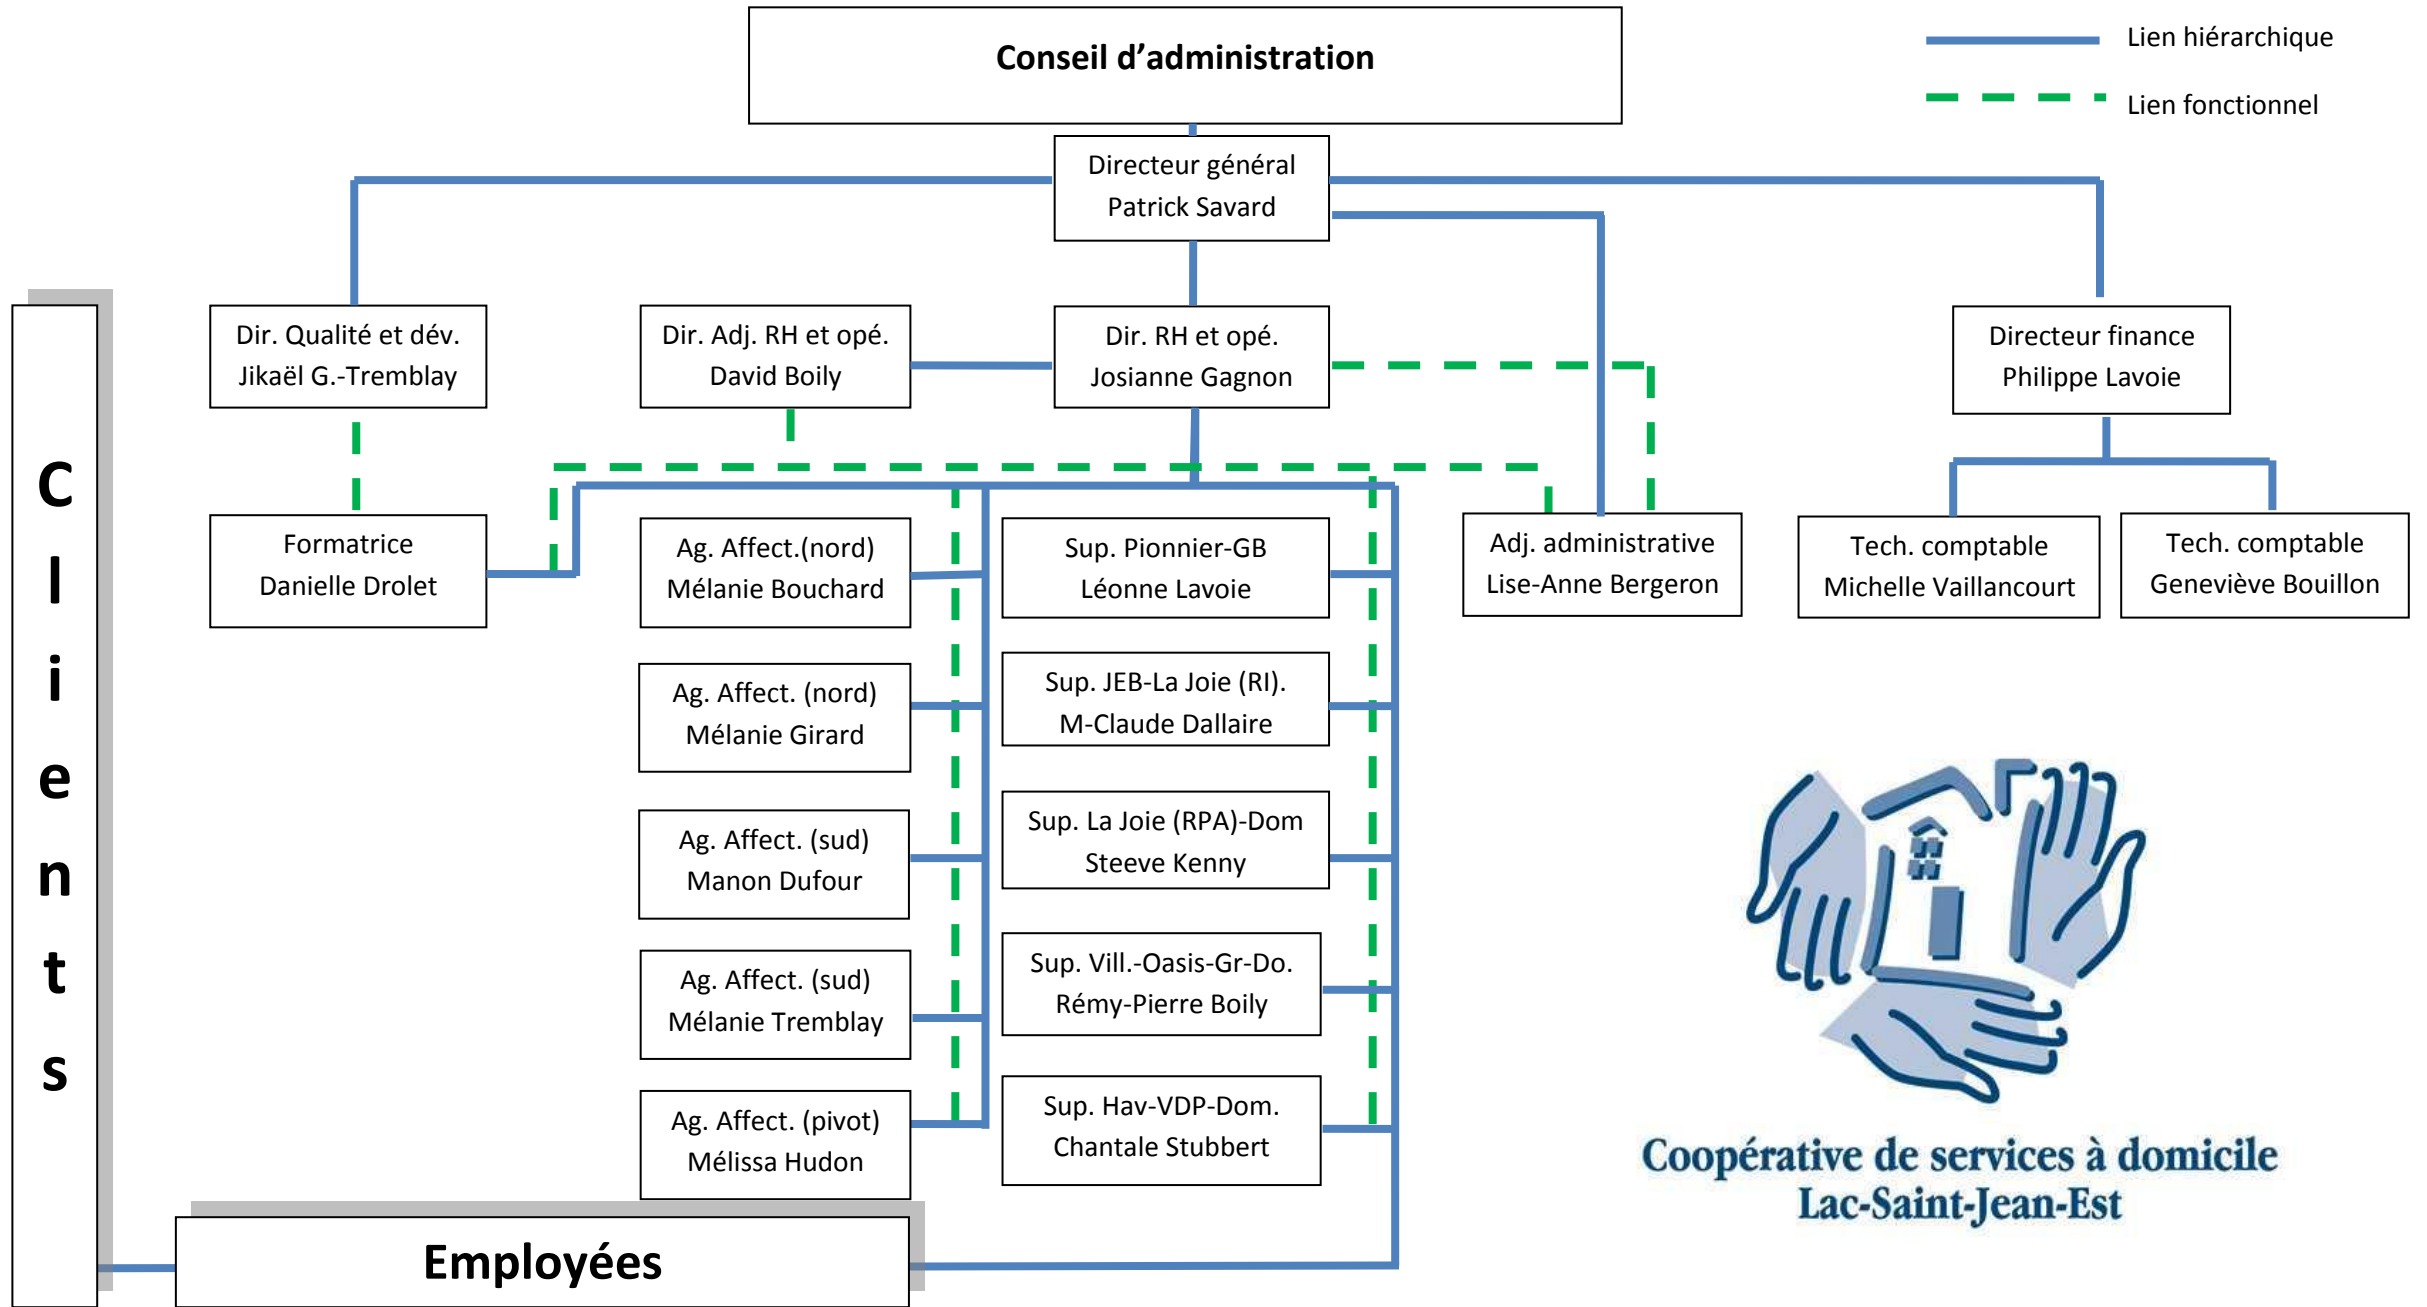 Conseil d’administration
Lien hiérarchique
Lien fonctionnel
Directeur général
Patrick Savard
Dir. Qualité et dév.
Jikaël G.-Tremblay
Dir. Adj. RH et opé.
David Boily
Dir. RH et opé.
Josianne Gagnon
Directeur finance
Philippe Lavoie
Clients
Formatrice
Danielle Drolet
Ag. Affect.(nord)
Mélanie Bouchard
Sup. Pionnier-GB
Léonne Lavoie
Adj. administrative
Lise-Anne Bergeron
Tech. comptable
Michelle Vaillancourt
Tech. comptable
Geneviève Bouillon
Ag. Affect. (nord)
Mélanie Girard
Sup. JEB-La Joie (RI).
M-Claude Dallaire
Ag. Affect. (sud)
Manon Dufour
Sup. La Joie (RPA)-Dom
Steeve Kenny
Ag. Affect. (sud)
Mélanie Tremblay
Sup. Vill.-Oasis-Gr-Do.
Rémy-Pierre Boily
Ag. Affect. (pivot)
Mélissa Hudon
Sup. Hav-VDP-Dom.
Chantale Stubbert
Coopérative de services à domicile
Lac-Saint-Jean-Est
Employées